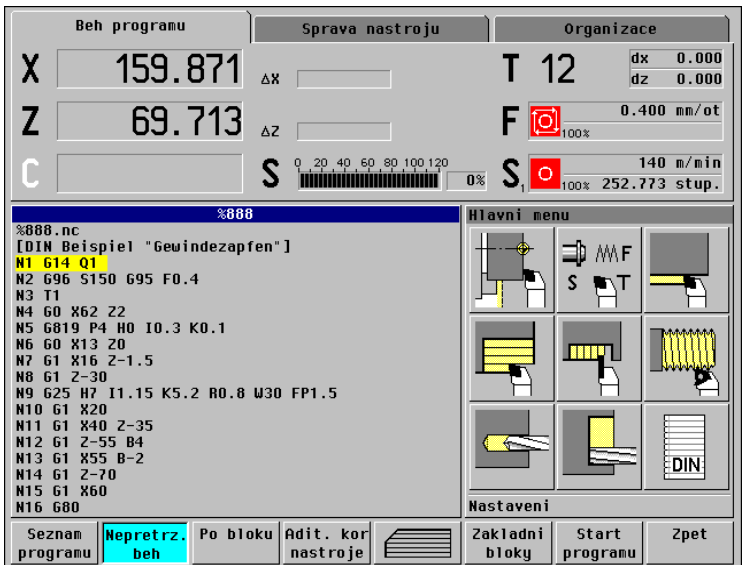 Beh programu
Sprava nastroju
Organizace
X 159.871 ΔX
T 12
dx 0.000
dz 0.000
Z 69.713 ΔZ
F 100% 0.400 mm/ot
C
S 0 20 40 60 80 100 120 0%
S1 100% 140 m/min
252.773 stup.
%888
%888.nc
[DIN Beispiel "Gewindezapfen"]
N1 G14 Q1
N2 G96 S150 G95 F0.4
N3 T1
N4 G0 X62 Z2
N5 G819 P4 H0 I0.3 K0.1
N6 G0 X13 Z0
N7 G1 X16 Z-1.5
N8 G1 Z-30
N9 G25 H7 I1.15 K5.2 R0.8 W30 FP1.5
N10 G1 X20
N11 G1 X40 Z-35
N12 G1 Z-55 B4
N13 G1 X55 B-2
N14 G1 Z-70
N15 G1 X60
N16 G80
Hlavni menu
F
S T
DIN
Nastaveni
Seznam programu
Nepretrz. beh
Po bloku
Adit. kor nastroje
Zakladni bloky
Start programu
Zpet